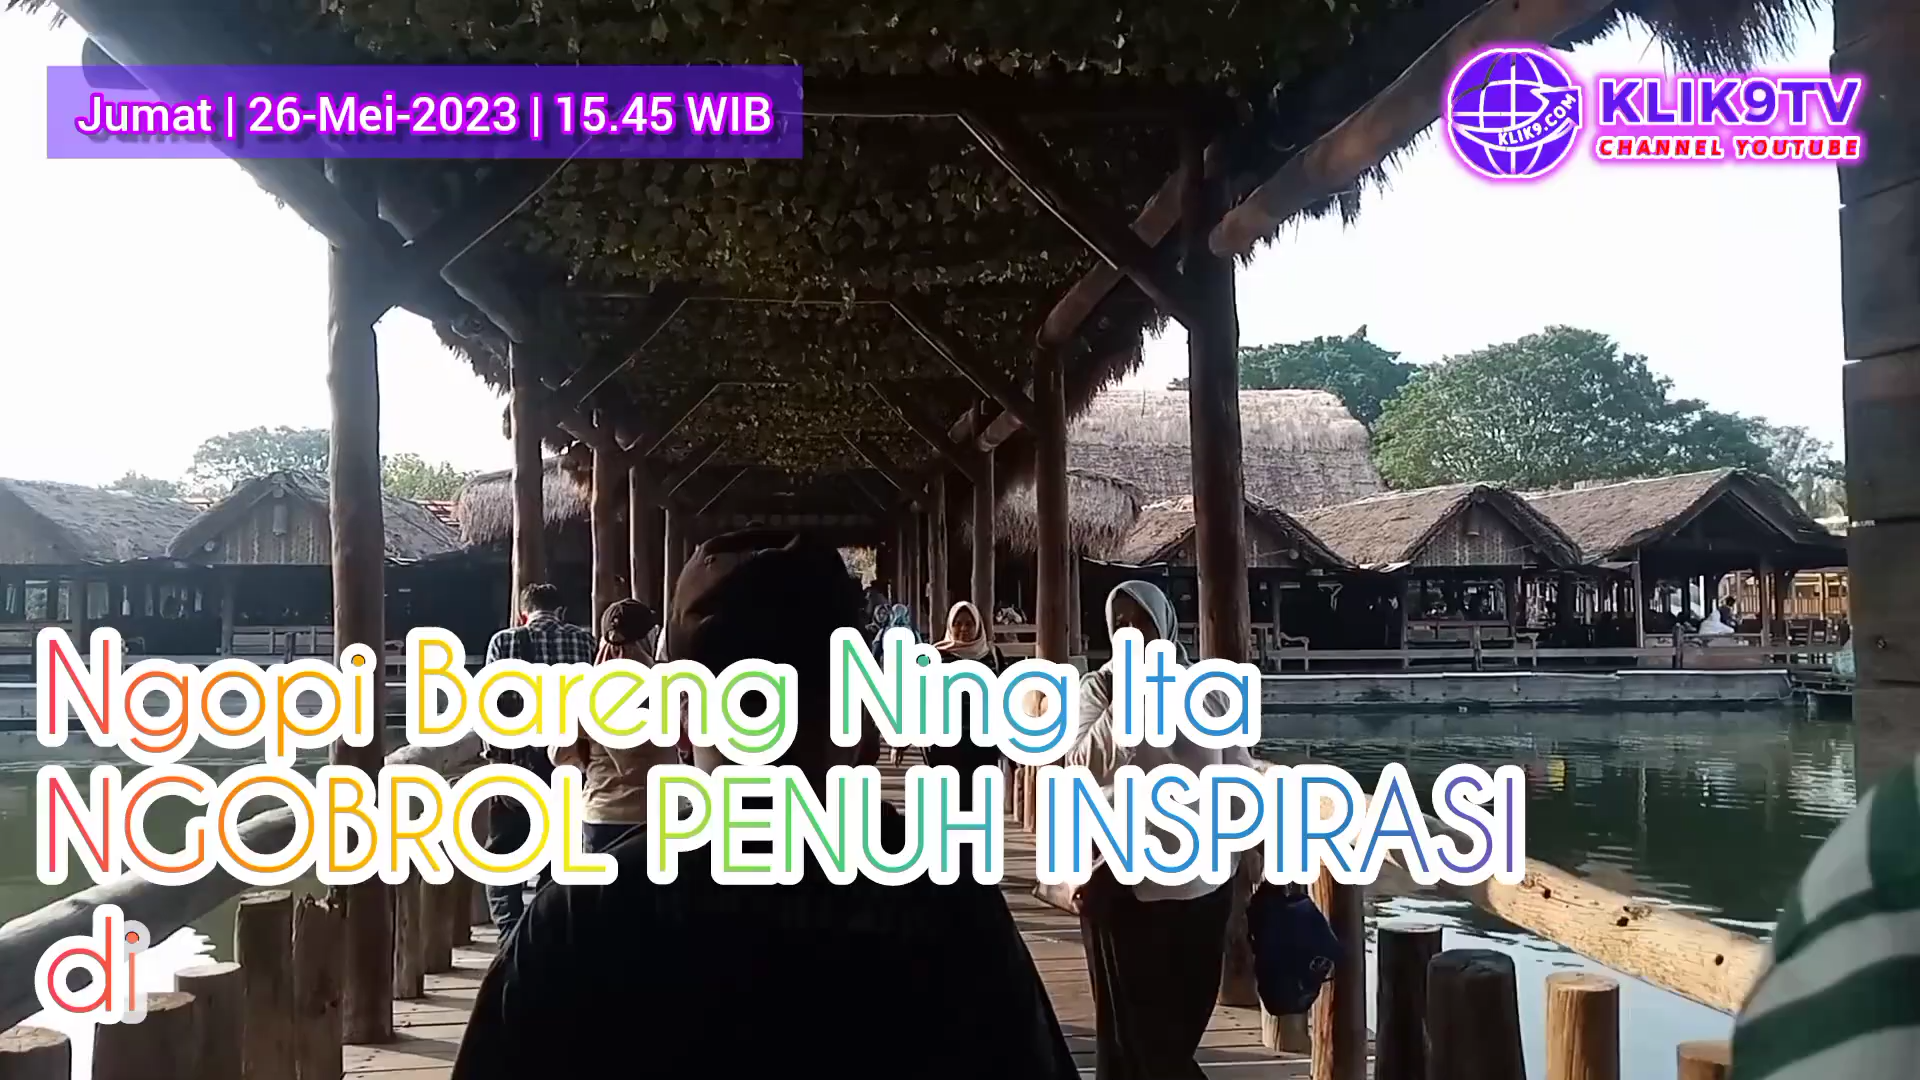 Jumat | 26-Mei-2023 | 15.45 WIB
KLIK9.COM
KLIK9TV
CHANNEL YOUTUBE
Ngopi Bareng Ning Ita
NGOBROL PENUH INSPIRASI
di